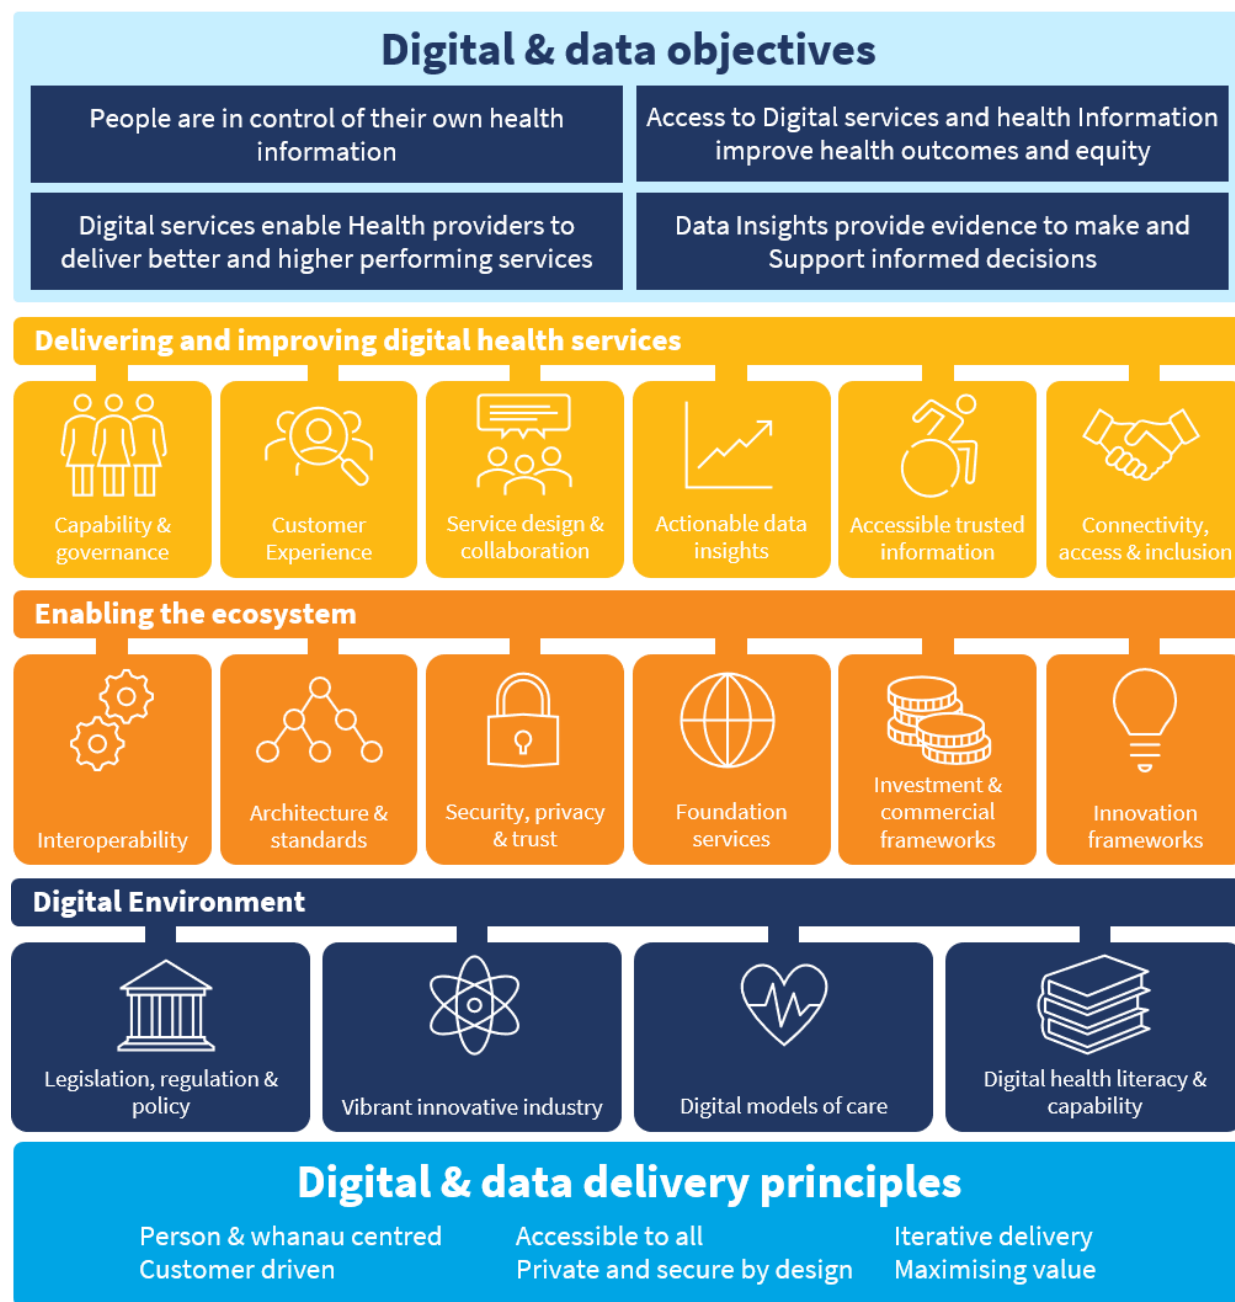 Digital & data objectives
People are in control of their own health
information
Access to Digital services and health Information
improve health outcomes and equity
Digital services enable Health providers to
deliver better and higher performing services
Data Insights provide evidence to make and
Support informed decisions
Delivering and improving digital health services
Capability &
governance
Customer
Experience
Service design &
collaboration
Actionable data
insights
Accessible trusted
information
Connectivity,
access & inclusion
Enabling the ecosystem
Interoperability
Architecture &
standards
Security, privacy
& trust
Foundation
services
Investment &
commercial
frameworks
Innovation
frameworks
Digital Environment
Legislation, regulation &
policy
Vibrant innovative industry
Digital models of care
Digital health literacy &
capability
Digital & data delivery principles
Person & whanau centred
Customer driven
Accessible to all
Private and secure by design
Iterative delivery
Maximising value